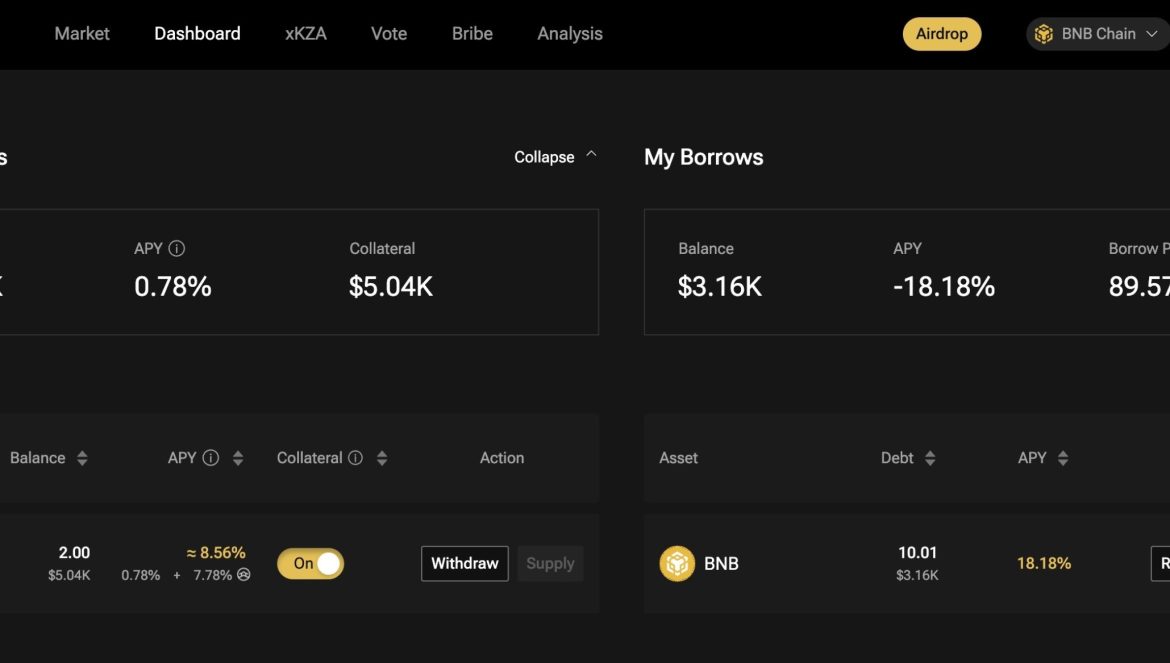 Market Dashboard xKZA Vote Bribe Analysis Airdrop BNB Chain
s Collapse My Borrows
APY Collateral Balance APY Borrow P
K 0.78% $5.04K $3.16K -18.18% 89.57
Balance APY Collateral Action Asset Debt APY
2.00 ≈ 8.56% On Withdraw Supply BNB 10.01 18.18% R
$5.04K 0.78% + 7.78% $3.16K